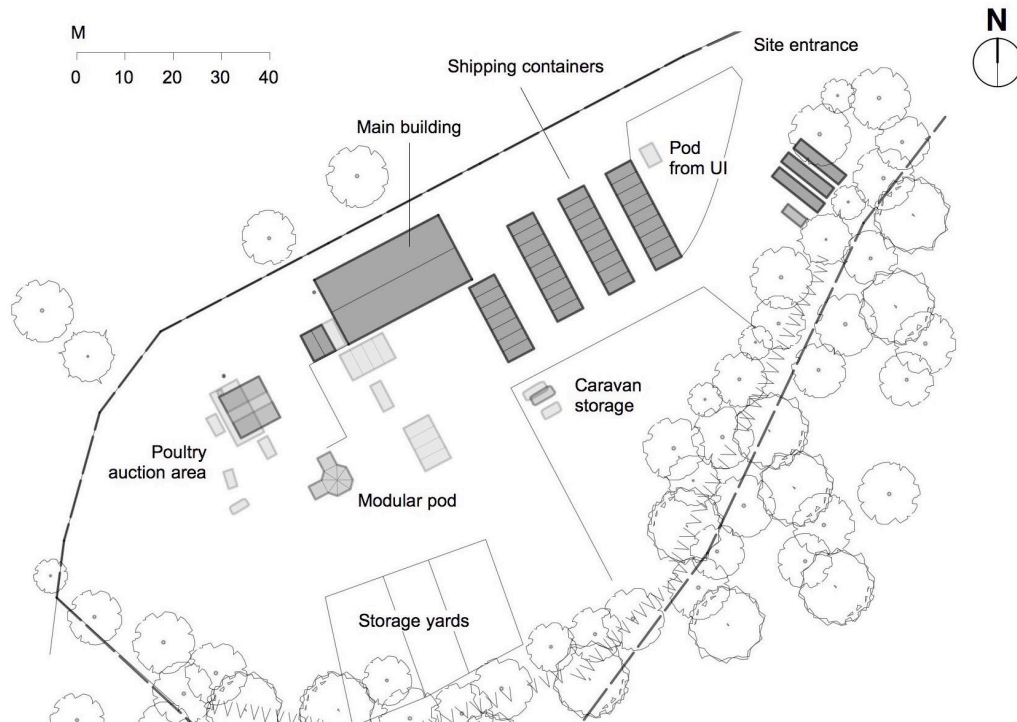 M
0 10 20 30 40
N
Site entrance
Shipping containers
Main building
Pod
from UI
Caravan
storage
Poultry
auction area
Modular pod
Storage yards